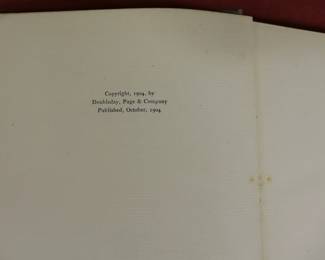 Copyright, 1904, by
Doubleday, Page & Company
Published, October, 1904